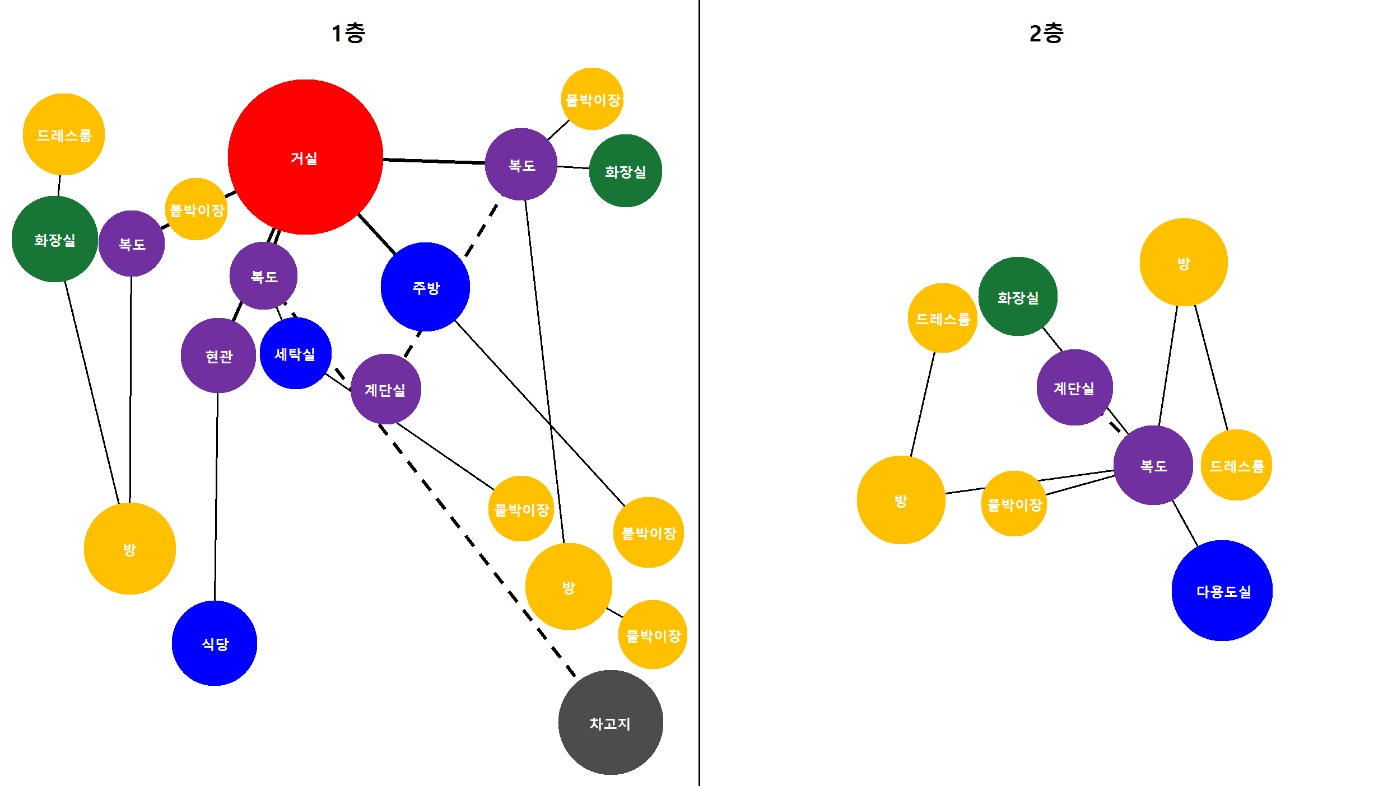 1층
2층
드레스룸
거실
붙박이장
복도
화장실
붙박이장
화장실
복도
복도
주방
현관
세탁실
계단실
붙박이장
붙박이장
방
방
붙박이장
식당
차고지
방
화장실
드레스룸
계단실
복도
드레스룸
방
붙박이장
다용도실